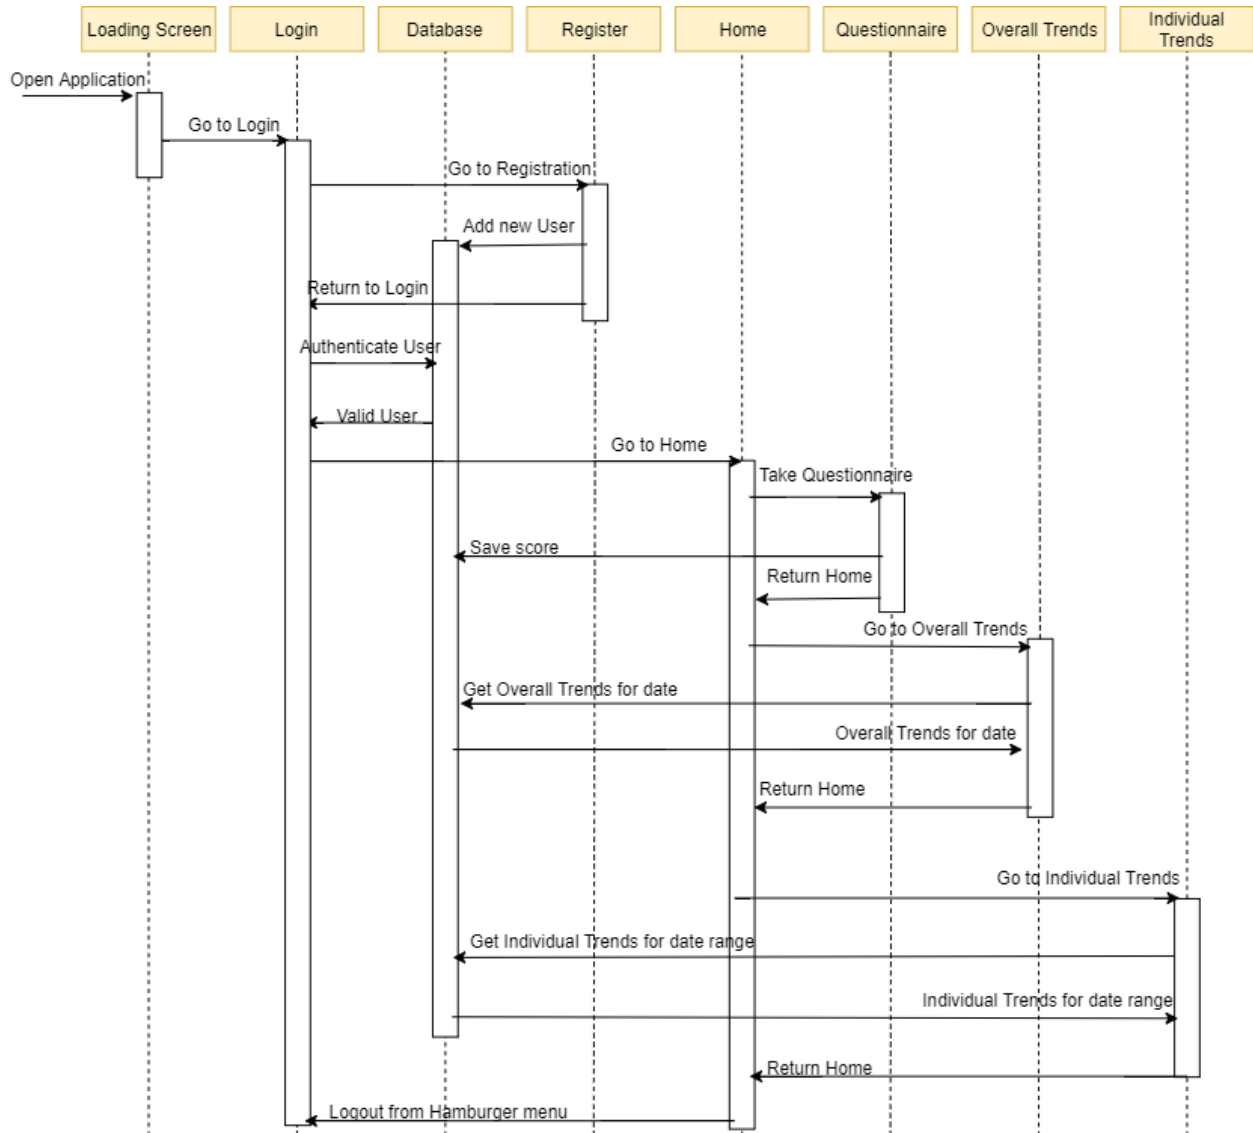 Loading Screen
Login
Database
Register
Home
Questionnaire
Overall Trends
Individual
Trends
Open Application
Go to Login
Go to Registration
Add new User
Return to Login
Authenticate User
Valid User
Go to Home
Take Questionnaire
Save score
Return Home
Go to Overall Trends
Get Overall Trends for date
Overall Trends for date
Return Home
Go to Individual Trends
Get Individual Trends for date range
Individual Trends for date range
Return Home
Logout from Hamburger menu